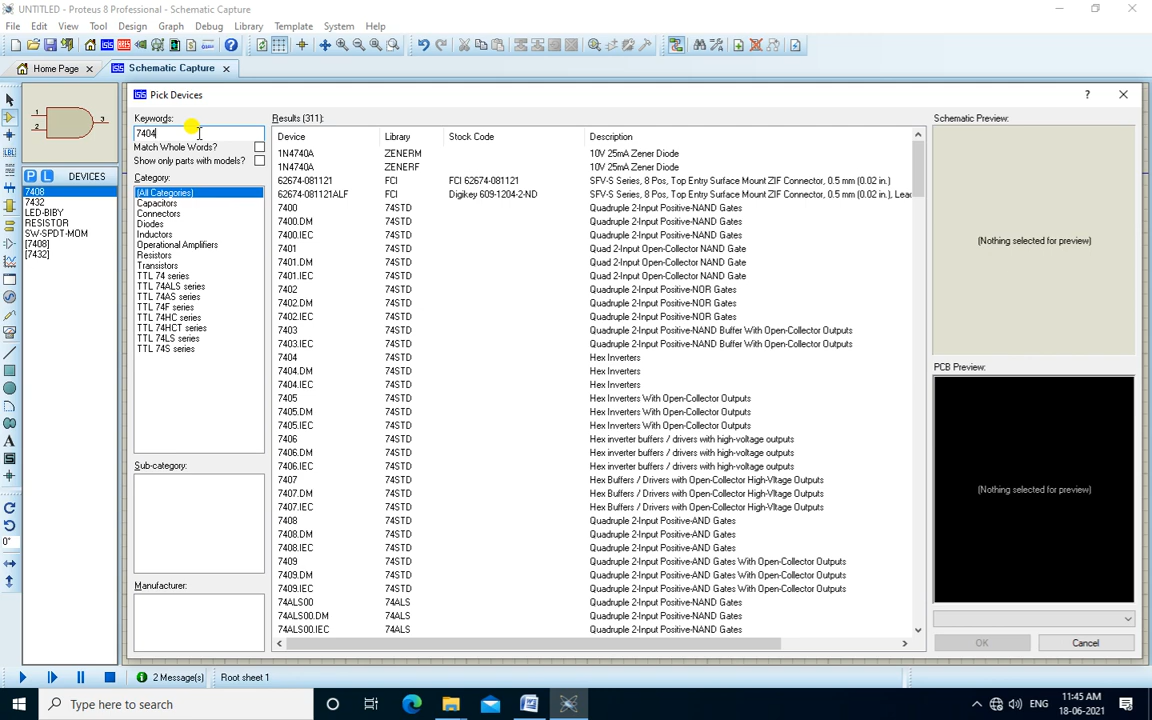 UNTITLED - Proteus 8 Professional - Schematic Capture
File Edit View Tool Design Graph Debug Library Template System Help
Home Page Schematic Capture
Pick Devices
Keywords: Results (311): Schematic Preview:
7404
Match Whole Words?
Show only parts with models?
Category:
(All Categories)
Capacitors
Connectors
Diodes
Inductors
Operational Amplifiers
Resistors
Transistors
TTL 74 series
TTL 74ALS series
TTL 74AS series
TTL 74F series
TTL 74HC series
TTL 74HCT series
TTL 74LS series
TTL 74S series
Sub-category:
Manufacturer:
1
2
3
P L DEVICES
7408
7432
LED-BIBY
RESISTOR
SW-SPDT-MOM
[7408]
[7432]
0°
Device Library Stock Code Description
1N4740A ZENERM 10V 25mA Zener Diode
1N4740A ZENERF 10V 25mA Zener Diode
62674-081121 FCI FCI 62674-081121 SFV-S Series, 8 Pos, Top Entry Surface Mount ZIF Connector, 0.5 mm (0.02 in.)
62674-081121ALF FCI Digikey 609-1204-2-ND SFV-S Series, 8 Pos, Top Entry Surface Mount ZIF Connector, 0.5 mm (0.02 in.), Leac
7400 74STD Quadruple 2-Input Positive-NAND Gates
7400.DM 74STD Quadruple 2-Input Positive-NAND Gates
7400.IEC 74STD Quadruple 2-Input Positive-NAND Gates
7401 74STD Quad 2-Input Open-Collector NAND Gate
7401.DM 74STD Quad 2-Input Open-Collector NAND Gate
7401.IEC 74STD Quad 2-Input Open-Collector NAND Gate
7402 74STD Quadruple 2-Input Positive-NOR Gates
7402.DM 74STD Quadruple 2-Input Positive-NOR Gates
7402.IEC 74STD Quadruple 2-Input Positive-NOR Gates
7403 74STD Quadruple 2-Input Positive-NAND Buffer With Open-Collector Outputs
7403.IEC 74STD Quadruple 2-Input Positive-NAND Buffer With Open-Collector Outputs
7404 74STD Hex Inverters
7404.DM 74STD Hex Inverters
7404.IEC 74STD Hex Inverters
7405 74STD Hex Inverters With Open-Collector Outputs
7405.DM 74STD Hex Inverters With Open-Collector Outputs
7405.IEC 74STD Hex Inverters With Open-Collector Outputs
7406 74STD Hex inverter buffers / drivers with high-voltage outputs
7406.DM 74STD Hex inverter buffers / drivers with high-voltage outputs
7406.IEC 74STD Hex inverter buffers / drivers with high-voltage outputs
7407 74STD Hex Buffers / Drivers with Open-Collector High-Vltage Outputs
7407.DM 74STD Hex Buffers / Drivers with Open-Collector High-Vltage Outputs
7407.IEC 74STD Hex Buffers / Drivers with Open-Collector High-Vltage Outputs
7408 74STD Quadruple 2-Input Positive-AND Gates
7408.DM 74STD Quadruple 2-Input Positive-AND Gates
7408.IEC 74STD Quadruple 2-Input Positive-AND Gates
7409 74STD Quadruple 2-Input Positive-AND Gates With Open-Collector Outputs
7409.DM 74STD Quadruple 2-Input Positive-AND Gates With Open-Collector Outputs
7409.IEC 74STD Quadruple 2-Input Positive-AND Gates With Open-Collector Outputs
74ALS00 74ALS Quadruple 2-Input Positive-NAND Gates
74ALS00.DM 74ALS Quadruple 2-Input Positive-NAND Gates
74ALS00.IEC 74ALS Quadruple 2-Input Positive-NAND Gates
(Nothing selected for preview)
PCB Preview:
(Nothing selected for preview)
OK Cancel
2 Message(s) Root sheet 1
Type here to search
ENG
11:45 AM
18-06-2021